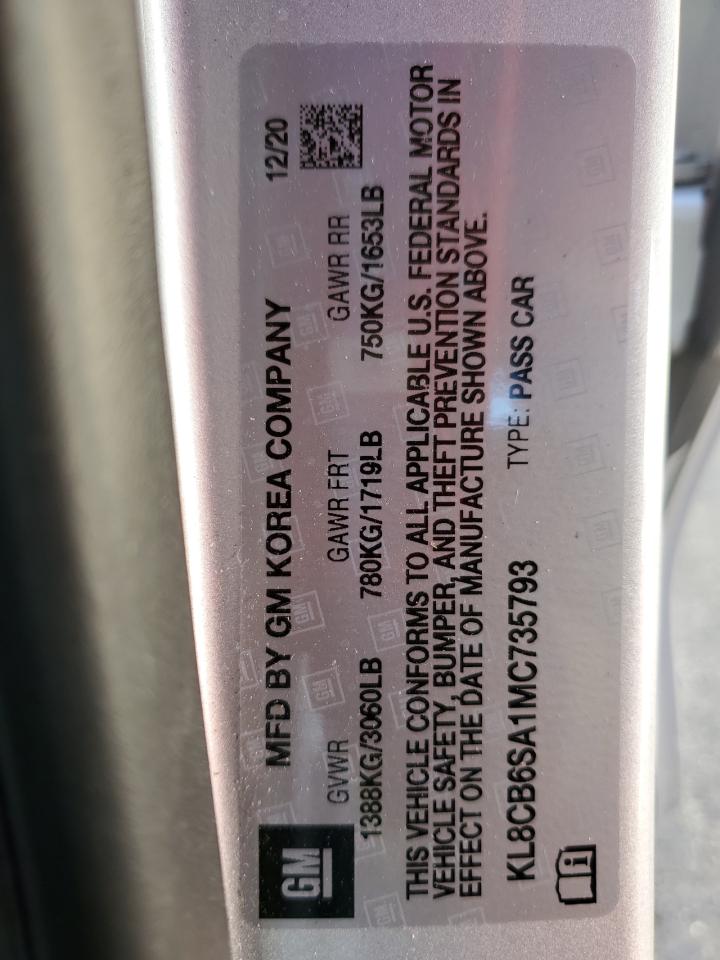 MFD BY GM KOREA COMPANY 12/20
GVWR GAWR FRT GAWR RR
1388KG/3060LB 780KG/1719LB 750KG/1653LB
THIS VEHICLE CONFORMS TO ALL APPLICABLE U.S. FEDERAL MOTOR
VEHICLE SAFETY, BUMPER, AND THEFT PREVENTION STANDARDS IN
EFFECT ON THE DATE OF MANUFACTURE SHOWN ABOVE.
KL8CB6SA1MC735793 TYPE: PASS CAR
GM